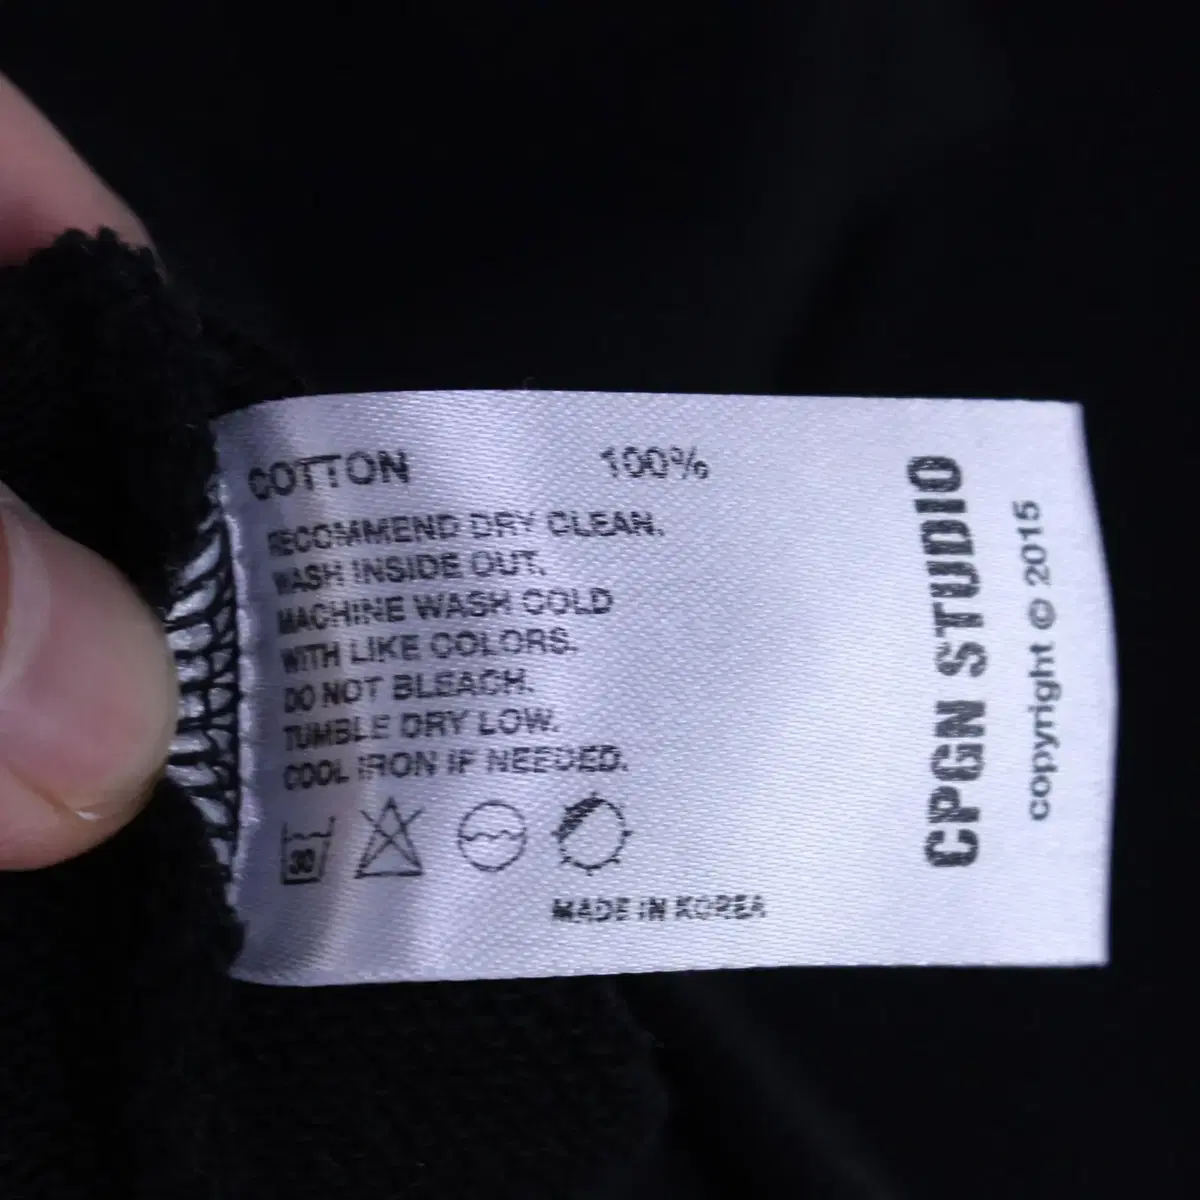 COTTON 100%
RECOMMEND DRY CLEAN.
WASH INSIDE OUT.
MACHINE WASH COLD
WITH LIKE COLORS.
DO NOT BLEACH.
TUMBLE DRY LOW.
COOL IRON IF NEEDED.
30
MADE IN KOREA
CPGN STUDIO
copyright © 2015